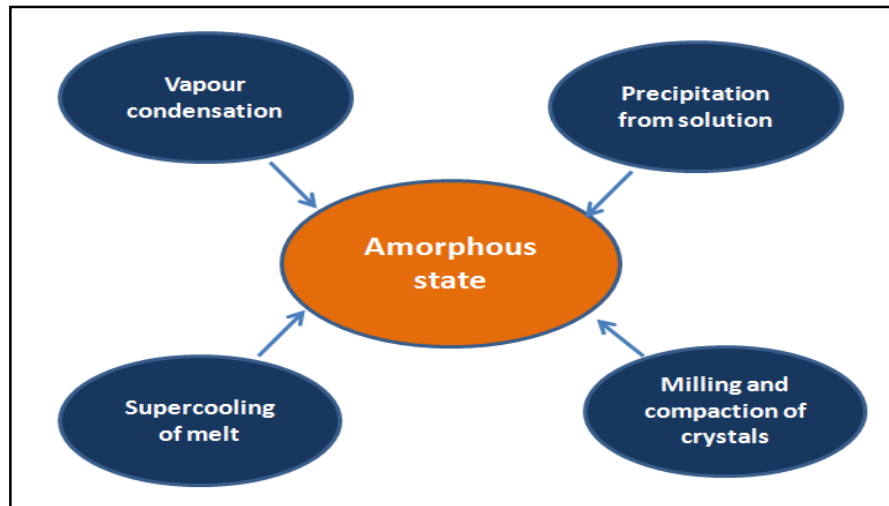 Vapour
condensation
Precipitation
from solution
Amorphous
state
Supercooling
of melt
Milling and
compaction of
crystals